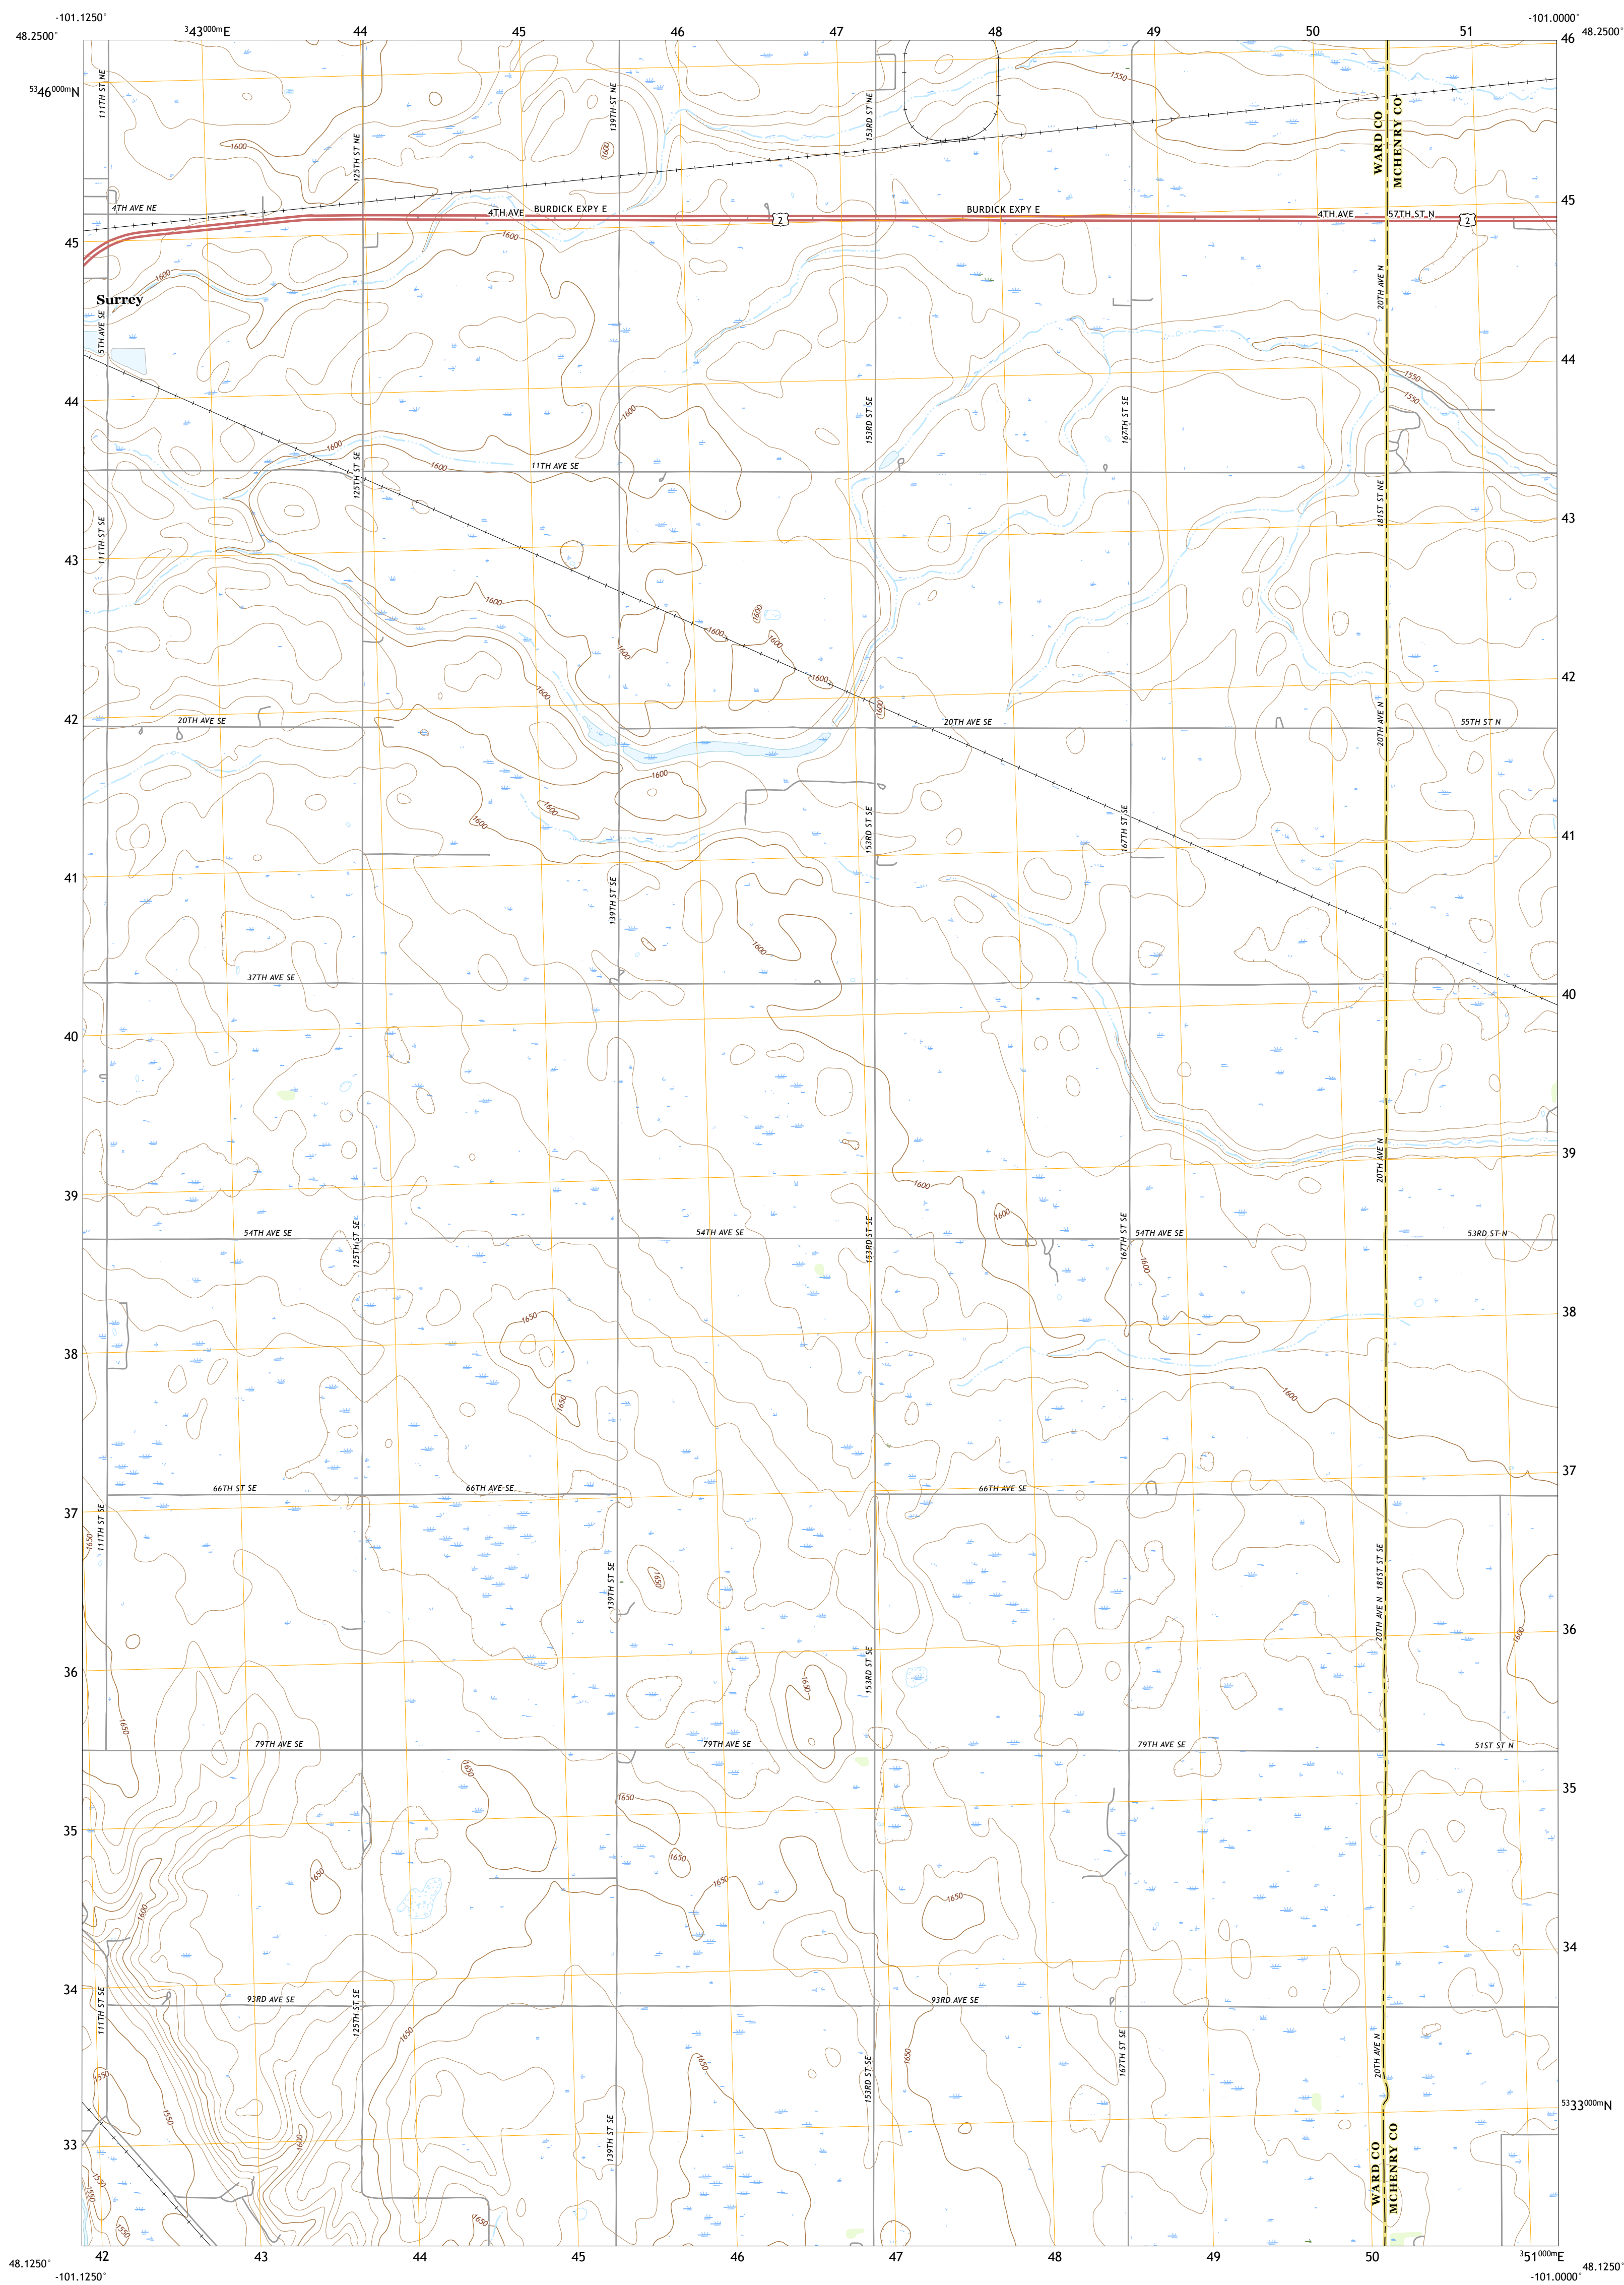 -101.1250°
³43000mE
44
45
46
47
48
49
50
51
-101.0000°
48.2500°
46
48.2500°
5346000mN
111TH ST NE
139TH ST NE
153RD ST NE
1550
WARD CO
MCHENRY CO
1600
125TH ST NE
1600
4TH AVE NE
4TH AVE
BURDICK EXPY E
2
BURDICK EXPY E
4TH AVE
57TH ST N
2
45
45
1600
1600
Surrey
20TH AVE N
5TH AVE SE
44
44
1550
1550
1600
153RD ST SE
167TH ST SE
1600
1600
125TH ST SE
11TH AVE SE
181ST ST NE
111TH ST SE
43
43
1600
1600
1600
1600
1600
1600
1600
1600
42
42
20TH AVE SE
20TH AVE SE
20TH AVE N
55TH ST N
1600
1600
1600
1600
153RD ST SE
167TH ST SE
41
41
139TH ST SE
1600
37TH AVE SE
40
40
39
39
20TH AVE N
1600
1600
54TH AVE SE
125TH ST SE
54TH AVE SE
153RD ST SE
167TH ST SE
54TH AVE SE
53RD ST N
1600
38
38
1650
1650
1600
37
37
66TH ST SE
66TH AVE SE
66TH AVE SE
1650
111TH ST SE
139TH ST SE
1650
181ST ST SE
20TH AVE N
36
36
1600
153RD ST SE
1650
1650
79TH AVE SE
79TH AVE SE
79TH AVE SE
51ST ST N
1650
1650
35
35
1650
1650
1650
1650
1600
34
34
111TH ST SE
93RD AVE SE
125TH ST SE
93RD AVE SE
1650
1650
1650
153RD ST SE
167TH ST SE
20TH AVE N
1550
1550
1600
139TH ST SE
5333000mN
33
WARD CO
MCHENRY CO
1550
1550
1550
1650
48.1250°
42
43
44
45
46
47
48
49
50
³51000mE
48.1250°
-101.1250°
-101.0000°